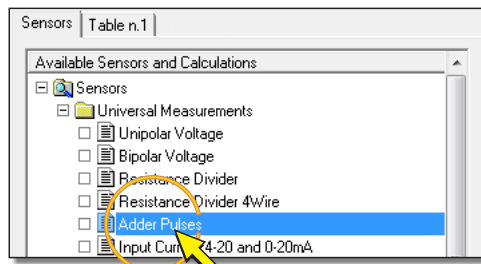 Sensors Table n.1
Available Sensors and Calculations
Sensors
Universal Measurements
Unipolar Voltage
Bipolar Voltage
Resistance Divider
Resistance Divider 4Wire
Adder Pulses
Input Current 4-20 and 0-20mA